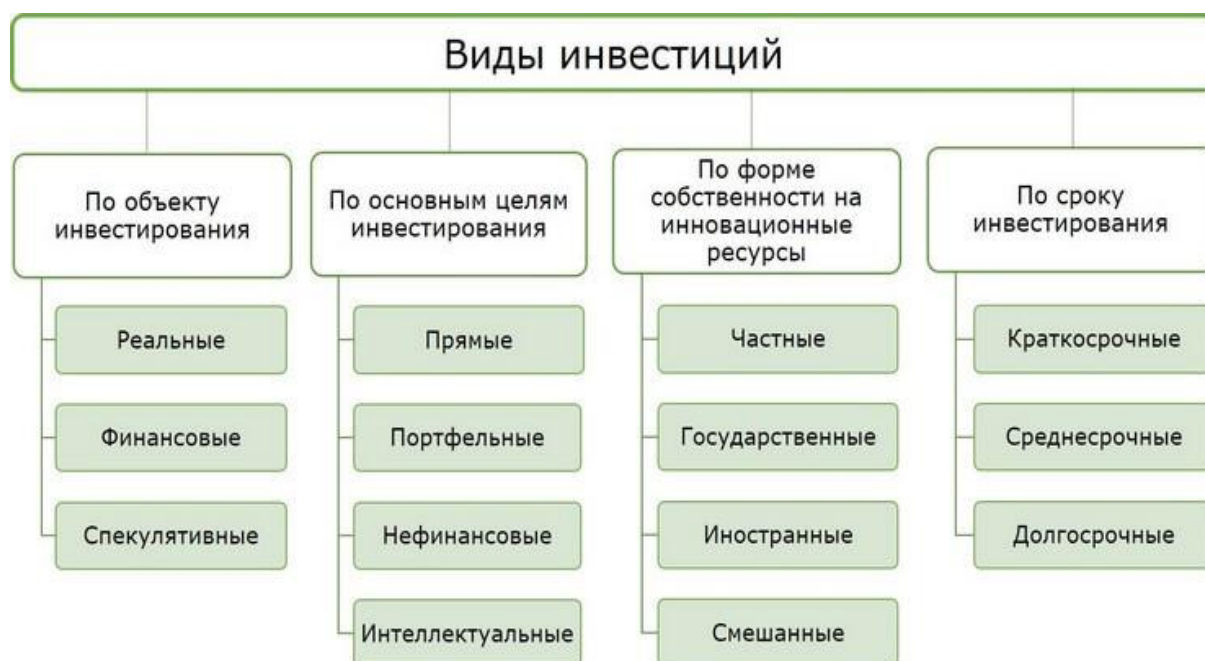 Виды инвестиций
По объекту
инвестирования
Реальные
Финансовые
Спекулятивные
По основным целям
инвестирования
Прямые
Портфельные
Нефинансовые
Интеллектуальные
По форме
собственности на
инновационные
ресурсы
Частные
Государственные
Иностранные
Смешанные
По сроку
инвестирования
Краткосрочные
Среднесрочные
Долгосрочные